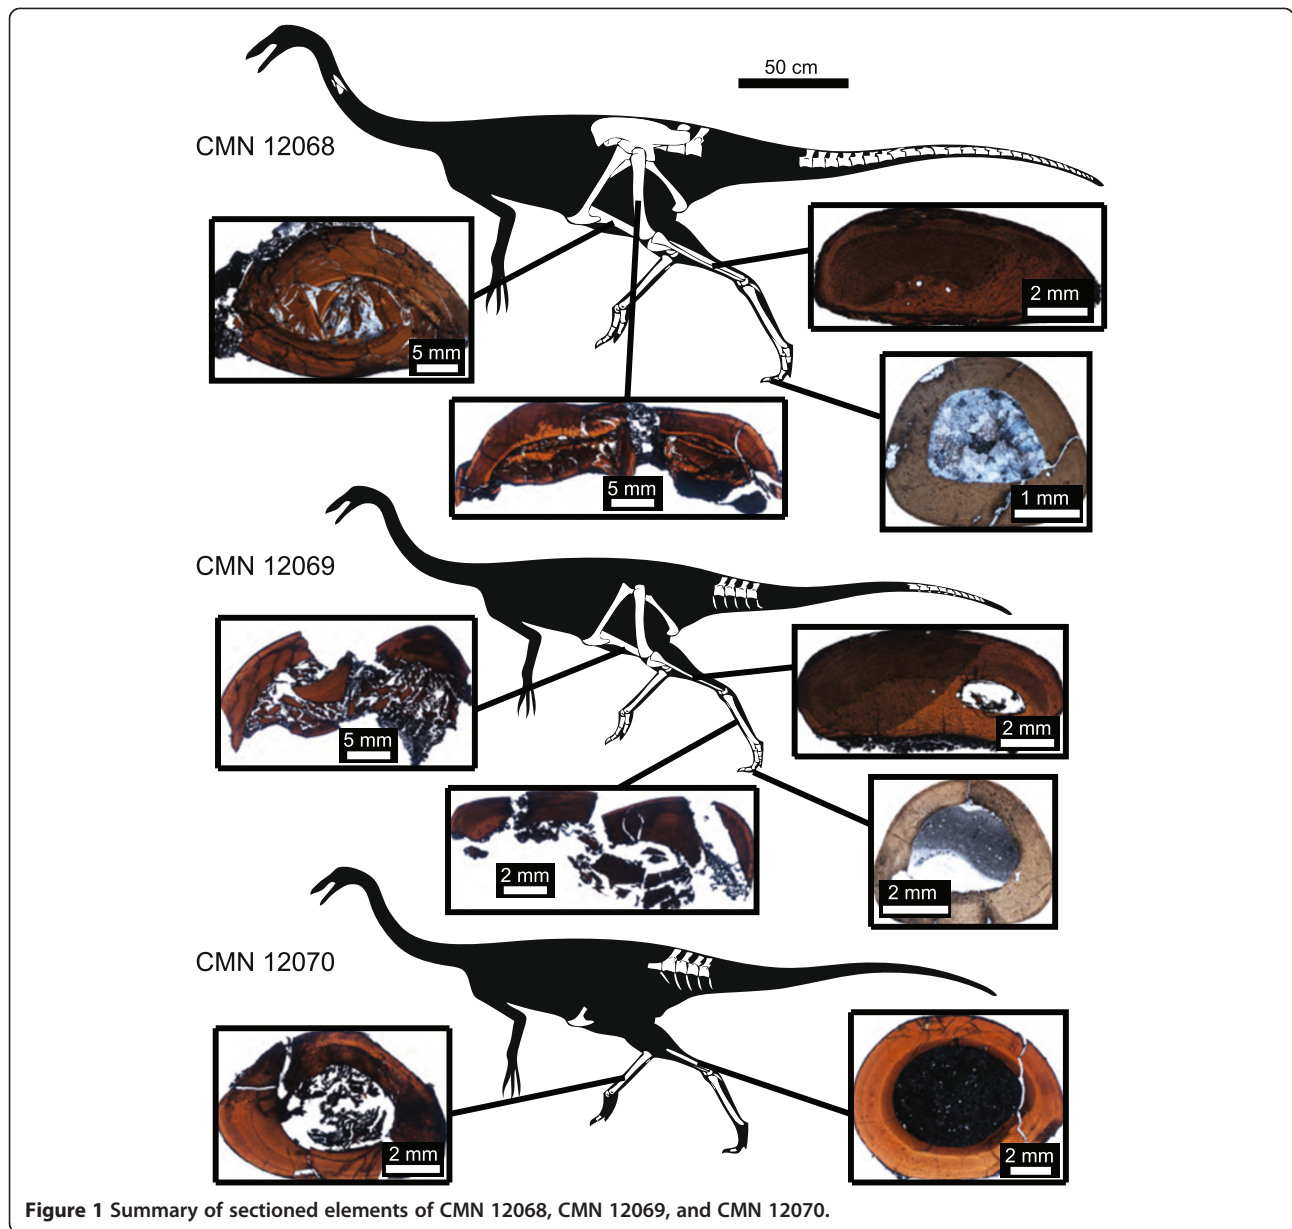 50 cm
CMN 12068
2 mm
5 mm
5 mm
1 mm
CMN 12069
5 mm
2 mm
2 mm
2 mm
CMN 12070
2 mm
2 mm
Figure 1 Summary of sectioned elements of CMN 12068, CMN 12069, and CMN 12070.